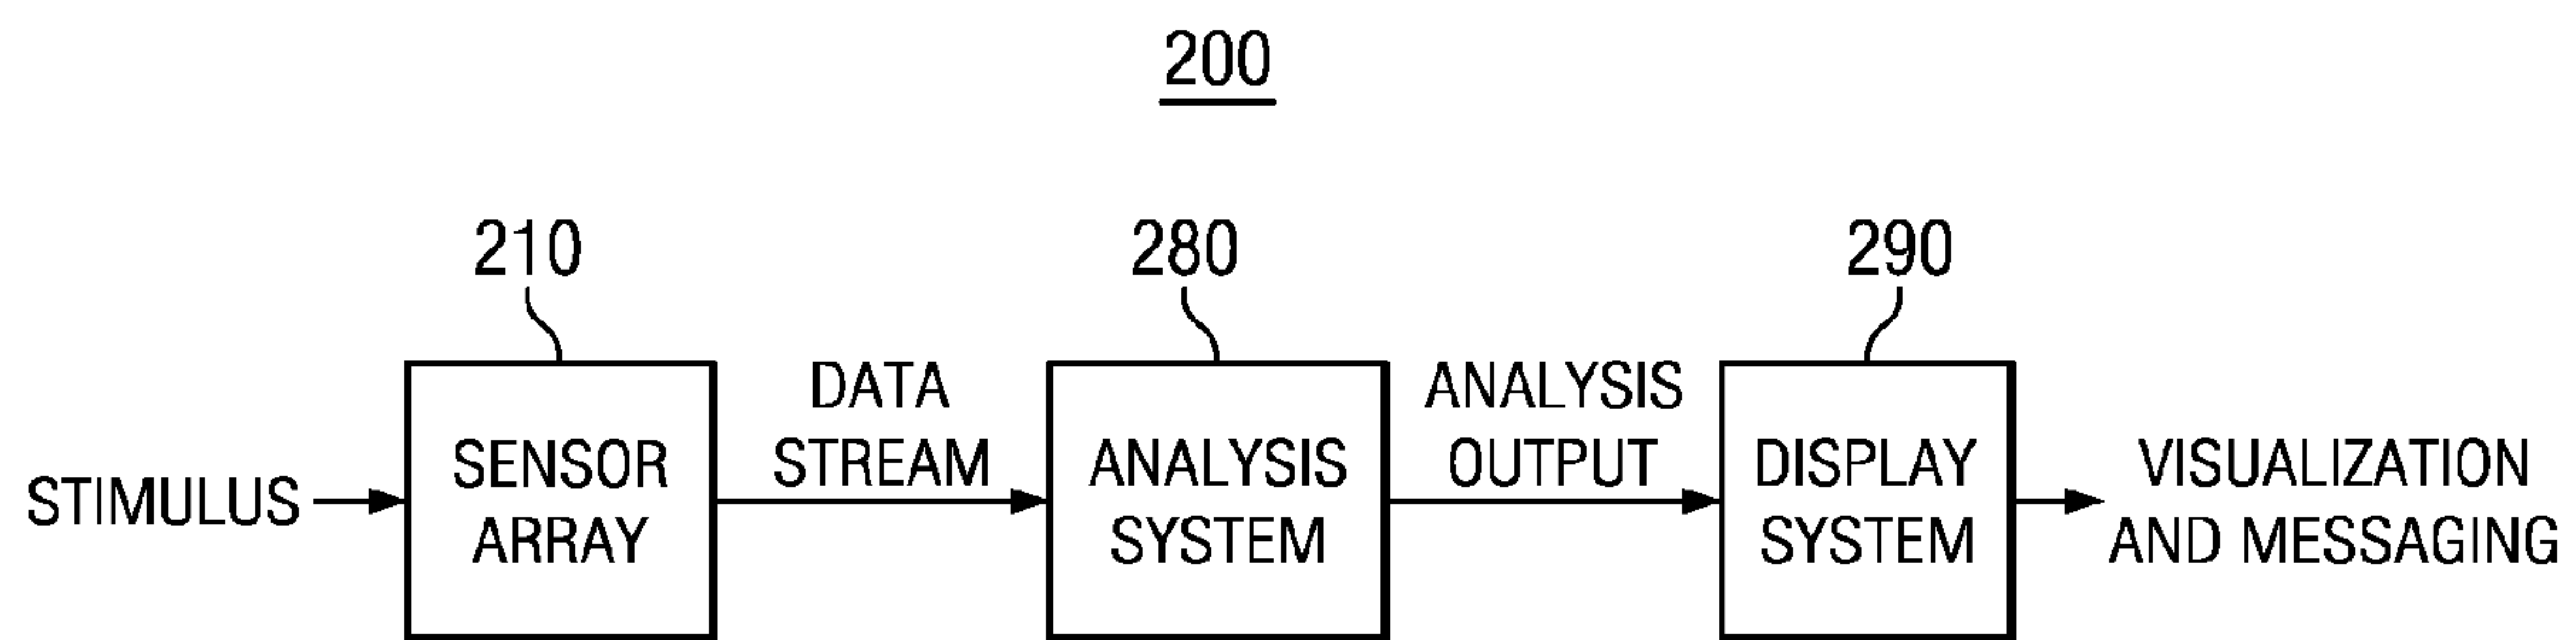 200
210
280
290
STIMULUS
SENSOR
ARRAY
DATA
STREAM
ANALYSIS
SYSTEM
ANALYSIS
OUTPUT
DISPLAY
SYSTEM
VISUALIZATION
AND MESSAGING